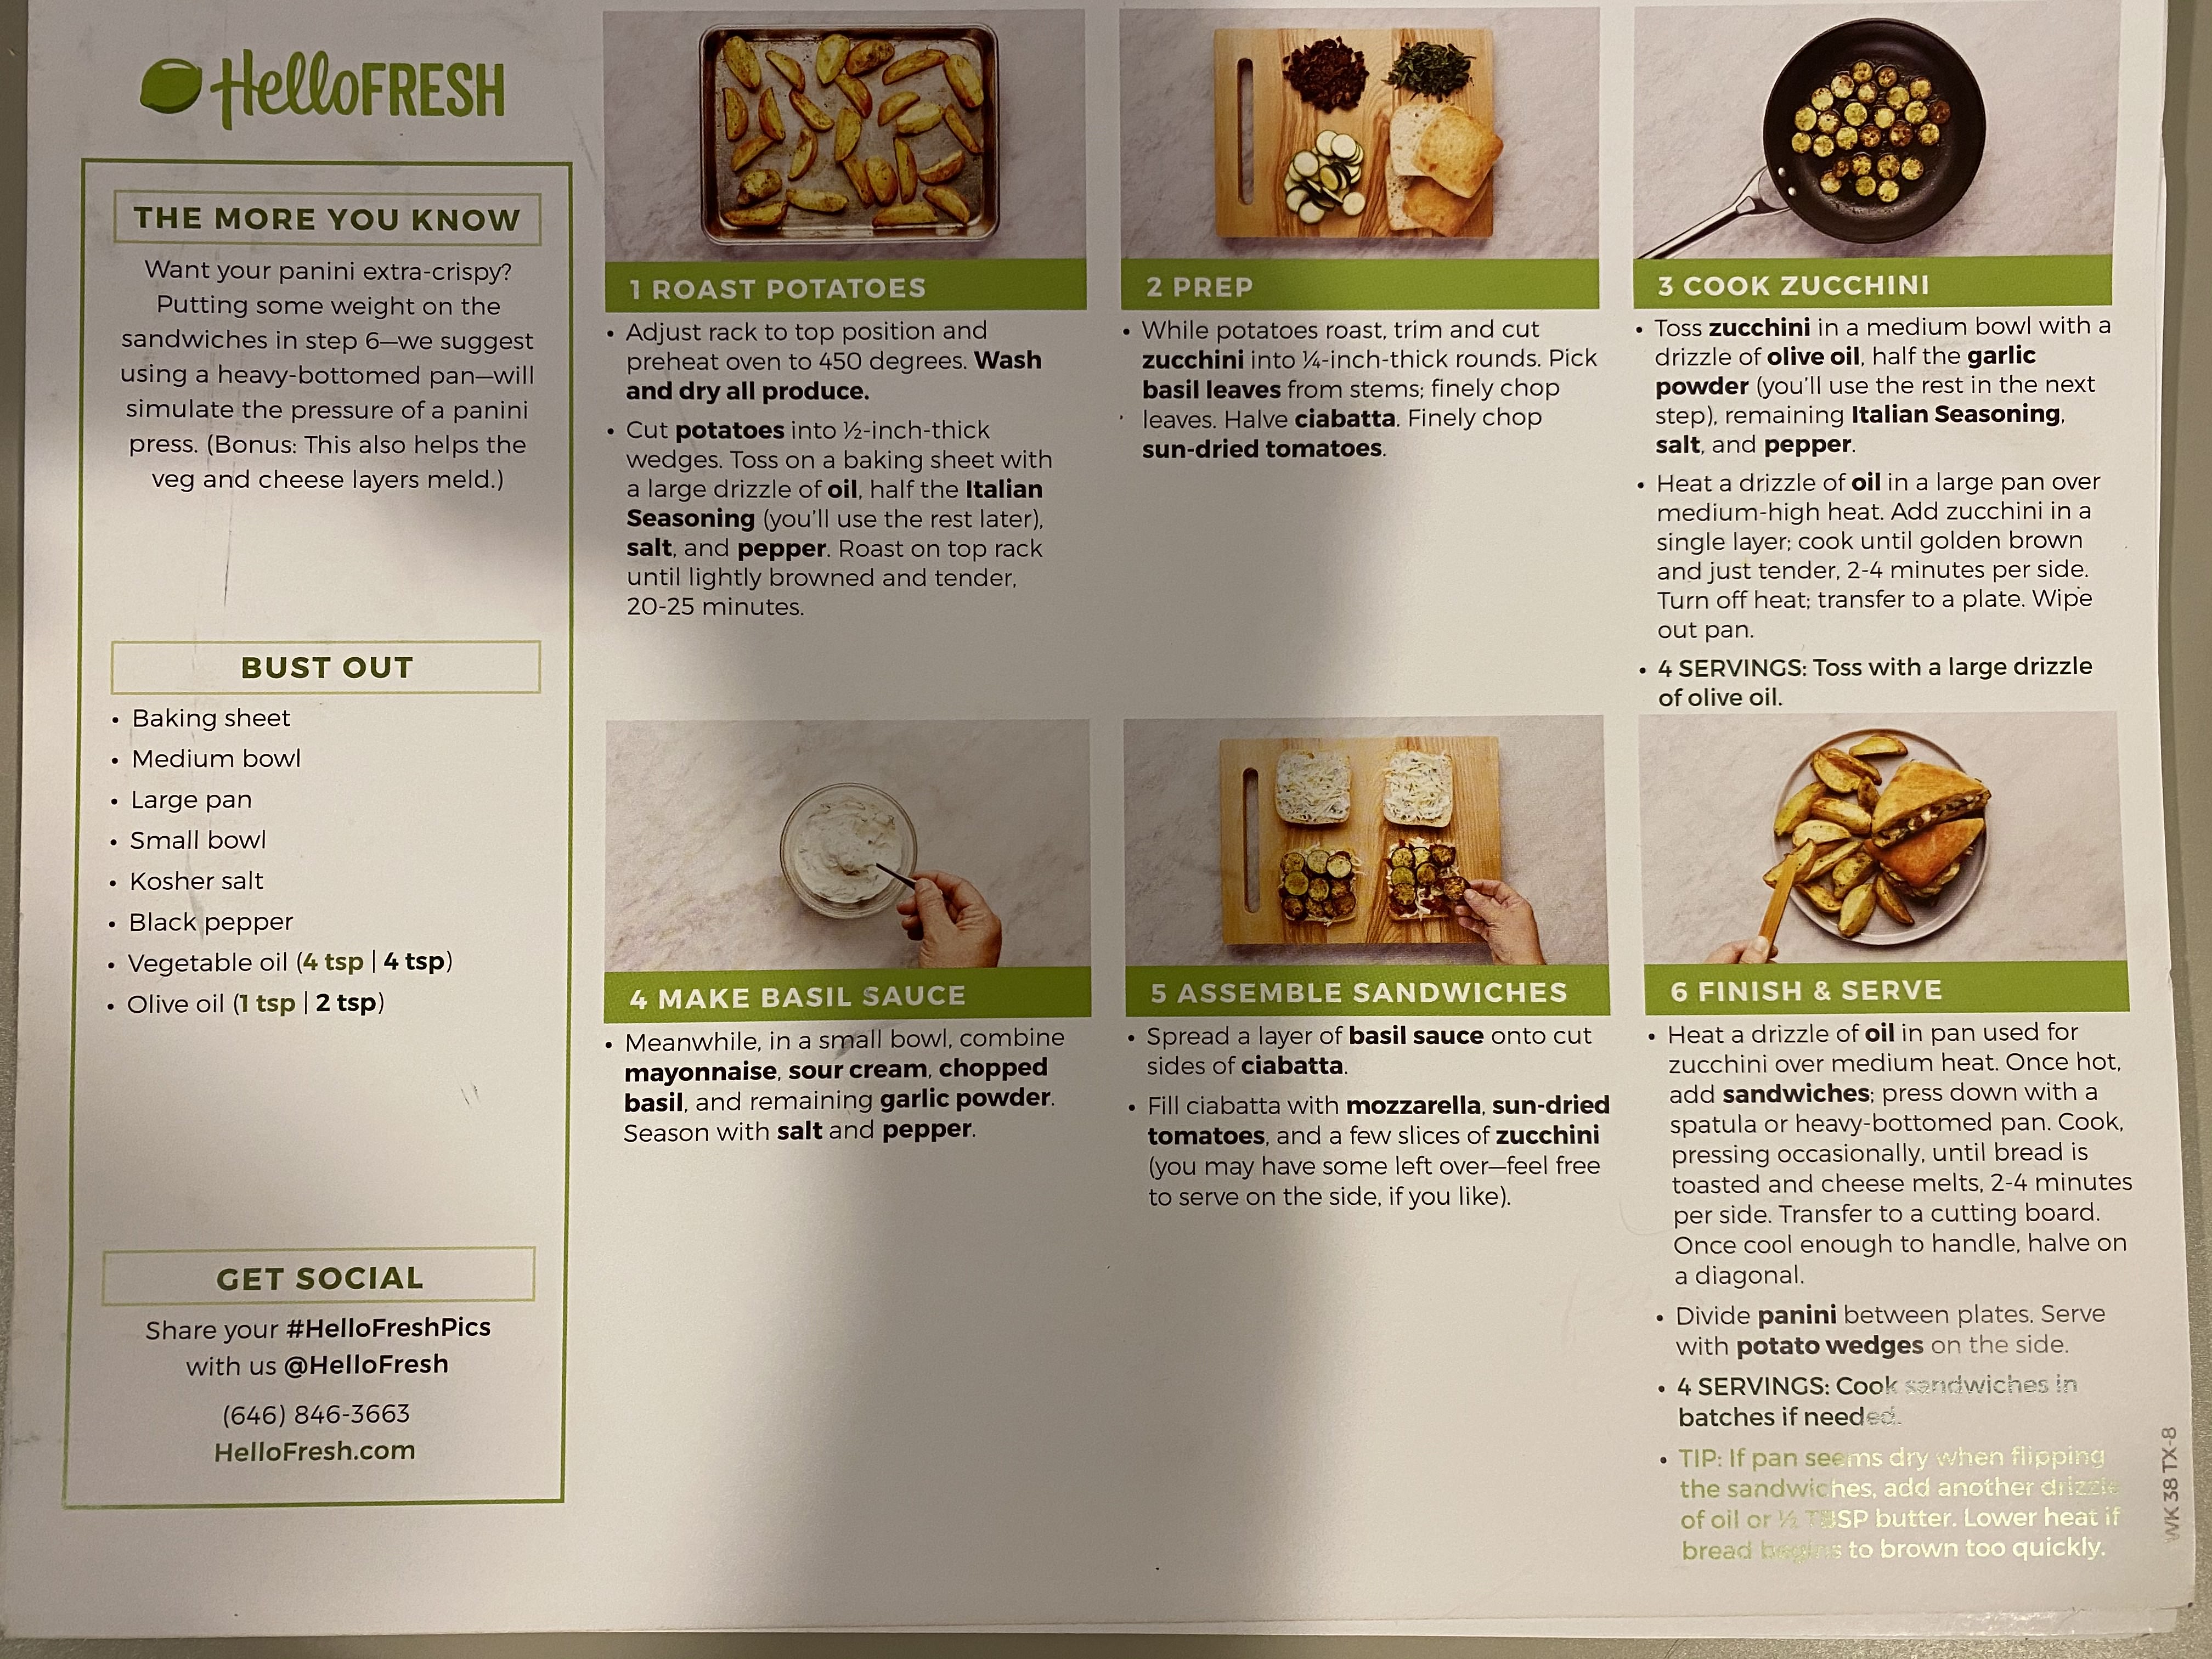 HelloFRESH
THE MORE YOU KNOW
Want your panini extra-crispy?
Putting some weight on the
sandwiches in step 6—we suggest
using a heavy-bottomed pan—will
simulate the pressure of a panini
press. (Bonus: This also helps the
veg and cheese layers meld.)
BUST OUT
• Baking sheet
• Medium bowl
• Large pan
• Small bowl
• Kosher salt
• Black pepper
• Vegetable oil (4 tsp | 4 tsp)
• Olive oil (1 tsp | 2 tsp)
GET SOCIAL
Share your #HelloFreshPics
with us @HelloFresh
(646) 846-3663
HelloFresh.com
1 ROAST POTATOES
• Adjust rack to top position and
preheat oven to 450 degrees. Wash
and dry all produce.
• Cut potatoes into ½-inch-thick
wedges. Toss on a baking sheet with
a large drizzle of oil, half the Italian
Seasoning (you'll use the rest later),
salt, and pepper. Roast on top rack
until lightly browned and tender,
20-25 minutes.
2 PREP
• While potatoes roast, trim and cut
zucchini into ¼-inch-thick rounds. Pick
basil leaves from stems; finely chop
leaves. Halve ciabatta. Finely chop
sun-dried tomatoes.
3 COOK ZUCCHINI
• Toss zucchini in a medium bowl with a
drizzle of olive oil, half the garlic
powder (you'll use the rest in the next
step), remaining Italian Seasoning,
salt, and pepper.
• Heat a drizzle of oil in a large pan over
medium-high heat. Add zucchini in a
single layer; cook until golden brown
and just tender, 2-4 minutes per side.
Turn off heat; transfer to a plate. Wipe
out pan.
• 4 SERVINGS: Toss with a large drizzle
of olive oil.
4 MAKE BASIL SAUCE
• Meanwhile, in a small bowl, combine
mayonnaise, sour cream, chopped
basil, and remaining garlic powder.
Season with salt and pepper.
5 ASSEMBLE SANDWICHES
• Spread a layer of basil sauce onto cut
sides of ciabatta.
• Fill ciabatta with mozzarella, sun-dried
tomatoes, and a few slices of zucchini
(you may have some left over—feel free
to serve on the side, if you like).
6 FINISH & SERVE
• Heat a drizzle of oil in pan used for
zucchini over medium heat. Once hot,
add sandwiches; press down with a
spatula or heavy-bottomed pan. Cook,
pressing occasionally, until bread is
toasted and cheese melts, 2-4 minutes
per side. Transfer to a cutting board.
Once cool enough to handle, halve on
a diagonal.
• Divide panini between plates. Serve
with potato wedges on the side.
• 4 SERVINGS: Cook sandwiches in
batches if needed.
• TIP: If pan seems dry when flipping
the sandwiches, add another drizzle
of oil or ½ TBSP butter. Lower heat if
bread begins to brown too quickly.
WK 38 TX-8